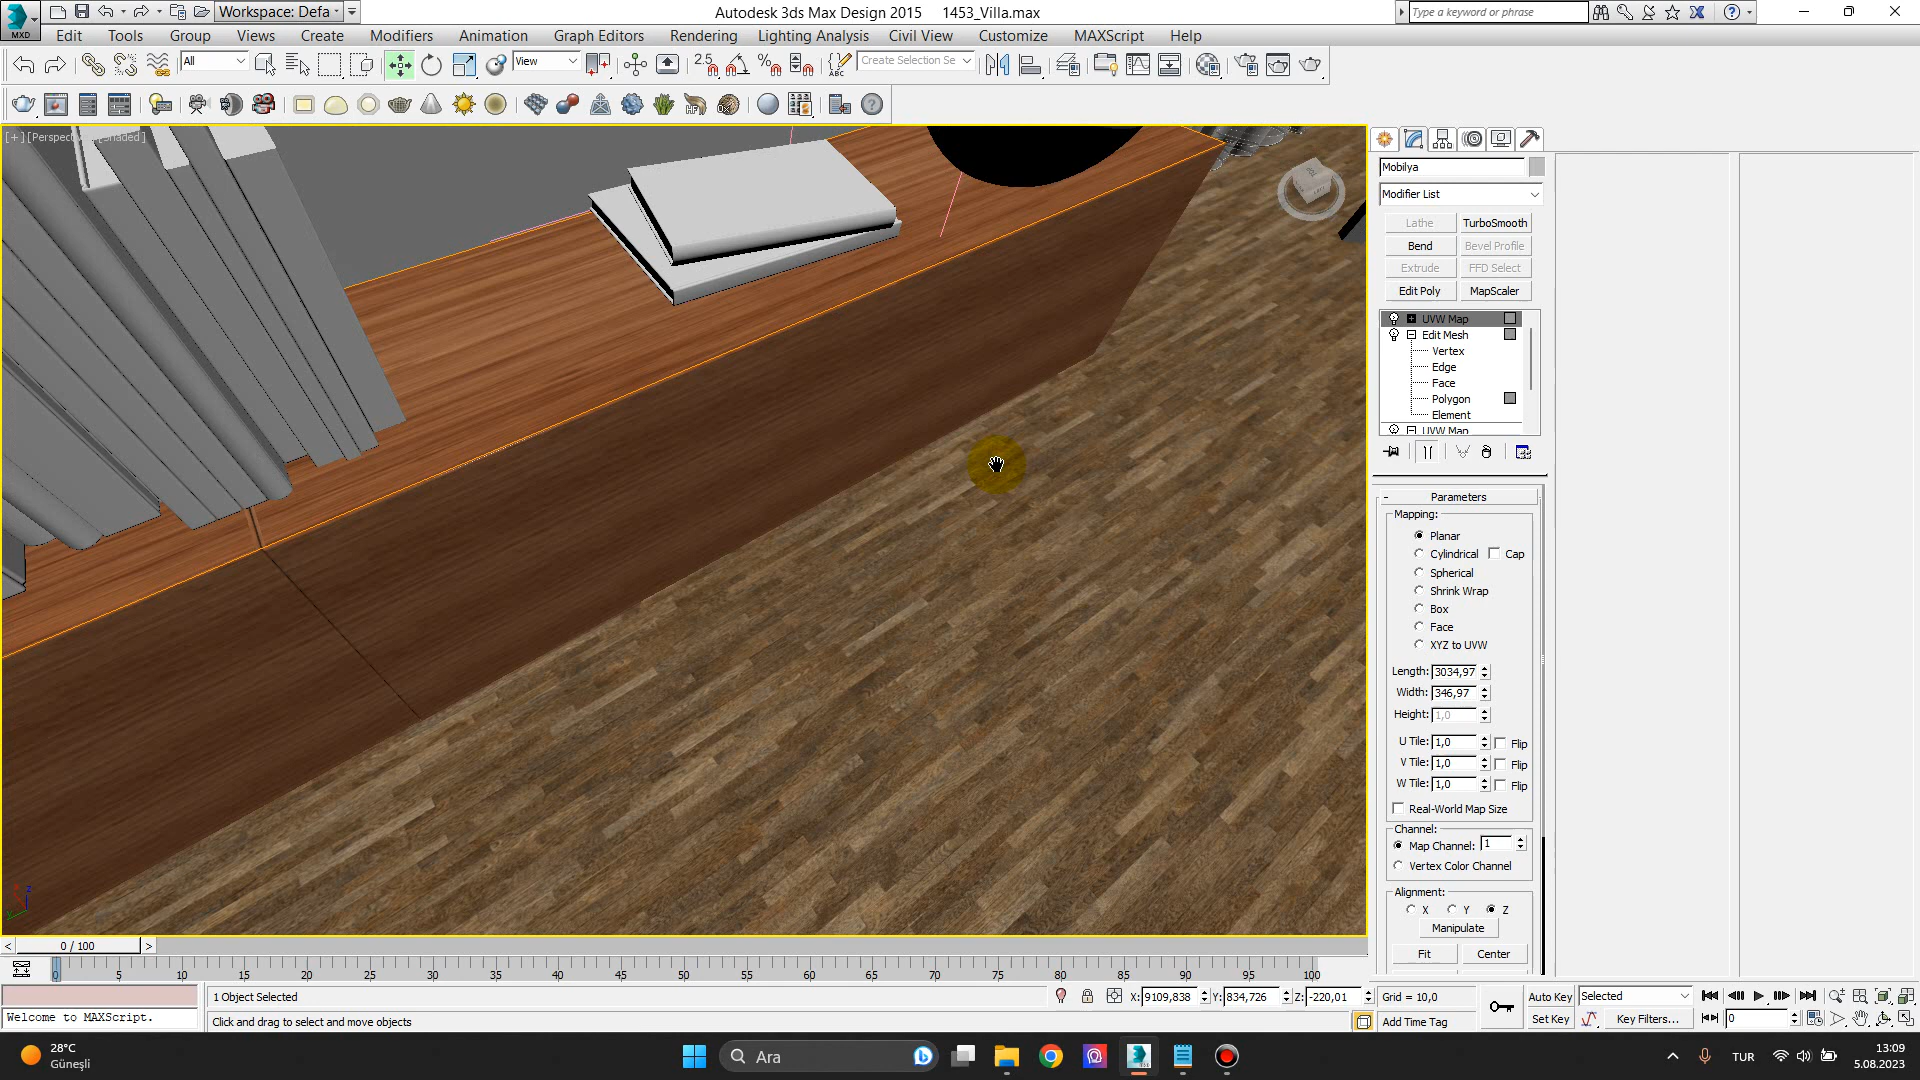 Workspace: Defa
Autodesk 3ds Max Design 2015 1453_Villa.max
Type a keyword or phrase
MXD
Edit Tools Group Views Create Modifiers Animation Graph Editors Rendering Lighting Analysis Civil View Customize MAXScript Help
All
View
2.5
Create Selection Se
[+][Perspec
Mobilya
Modifier List
Lathe TurboSmooth
Bend Bevel Profile
Extrude FFD Select
Edit Poly MapScaler
UVW Map
Edit Mesh
Vertex
Edge
Face
Polygon
Element
UVW Map
- Parameters
Mapping:
Planar
Cylindrical Cap
Spherical
Shrink Wrap
Box
Face
XYZ to UVW
Length: 3034,97
Width: 346,97
Height: 1,0
U Tile: 1,0 Flip
V Tile: 1,0 Flip
W Tile: 1,0 Flip
Real-World Map Size
Channel:
Map Channel: 1
Vertex Color Channel
Alignment:
X Y Z
Manipulate
Fit Center
< 0 / 100 >
0 5 10 15 20 25 30 35 40 45 50 55 60 65 70 75 80 85 90 95 100
1 Object Selected
X: 9109,838 Y: 834,726 Z: -220,01 Grid = 10,0
Auto Key Selected
Welcome to MAXScript.
Click and drag to select and move objects
Add Time Tag
Set Key Key Filters... 0
28°C
Güneşli
Ara
TUR
13:09
5.08.2023